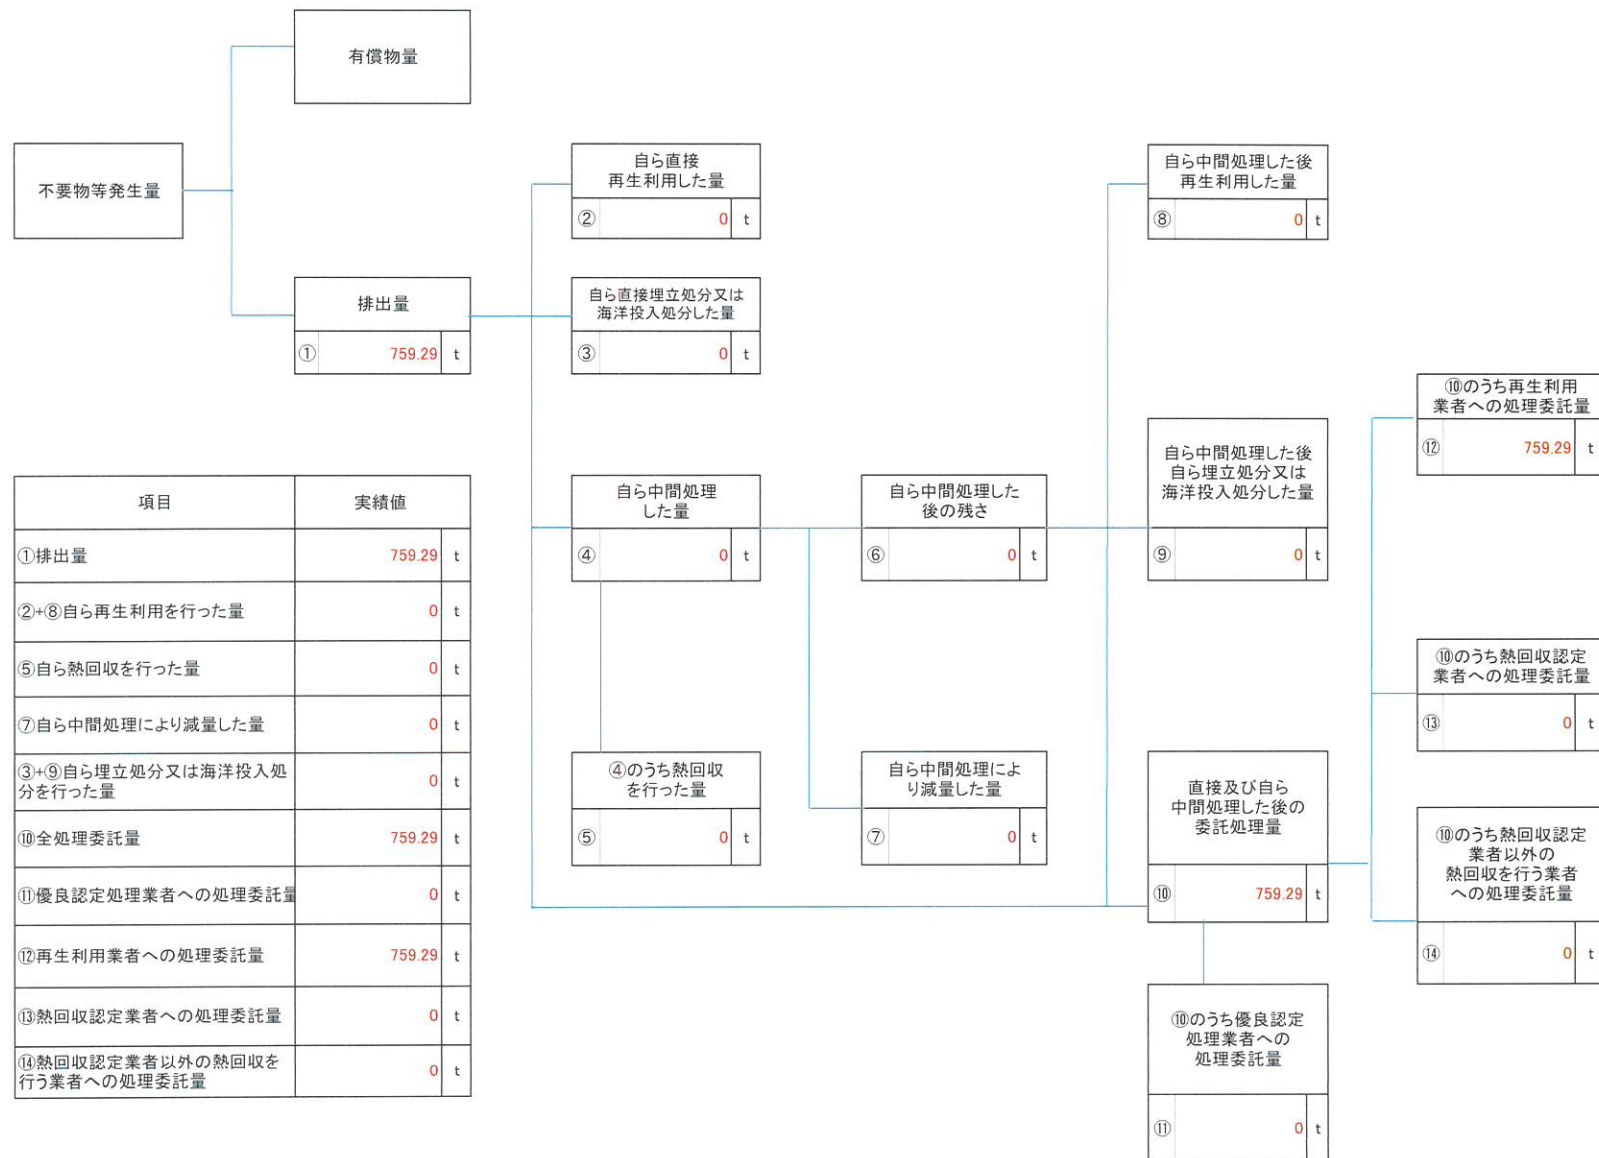 有償物量
不要物等発生量
排出量
① 759.29 t
自ら直接
再生利用した量
② 0 t
自ら直接埋立処分又は
海洋投入処分した量
③ 0 t
自ら中間処理
した量
④ 0 t
④のうち熱回収
を行った量
⑤ 0 t
自ら中間処理した
後の残さ
⑥ 0 t
自ら中間処理によ
り減量した量
⑦ 0 t
自ら中間処理した後
再生利用した量
⑧ 0 t
自ら中間処理した後
自ら埋立処分又は
海洋投入処分した量
⑨ 0 t
直接及び自ら
中間処理した後の
委託処理量
⑩ 759.29 t
⑩のうち優良認定
処理業者への
処理委託量
⑪ 0 t
⑩のうち再生利用
業者への処理委託量
⑫ 759.29 t
⑩のうち熱回収認定
業者への処理委託量
⑬ 0 t
⑩のうち熱回収認定
業者以外の
熱回収を行う業者
への処理委託量
⑭ 0 t
項目 実績値
①排出量 759.29 t
②+⑧自ら再生利用を行った量 0 t
⑤自ら熱回収を行った量 0 t
⑦自ら中間処理により減量した量 0 t
③+⑨自ら埋立処分又は海洋投入処
分を行った量 0 t
⑩全処理委託量 759.29 t
⑪優良認定処理業者への処理委託量 0 t
⑫再生利用業者への処理委託量 759.29 t
⑬熱回収認定業者への処理委託量 0 t
⑭熱回収認定業者以外の熱回収を
行う業者への処理委託量 0 t